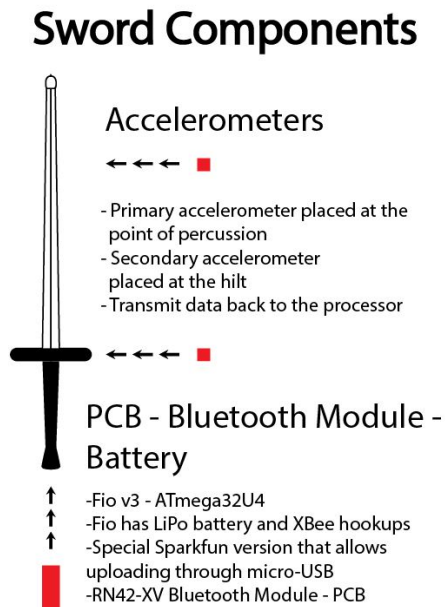 Sword Components
Accelerometers
- Primary accelerometer placed at the
point of percussion
- Secondary accelerometer
placed at the hilt
- Transmit data back to the processor
PCB - Bluetooth Module -
Battery
-Fio v3 - ATmega32U4
-Fio has LiPo battery and XBee hookups
-Special Sparkfun version that allows
uploading through micro-USB
-RN42-XV Bluetooth Module - PCB